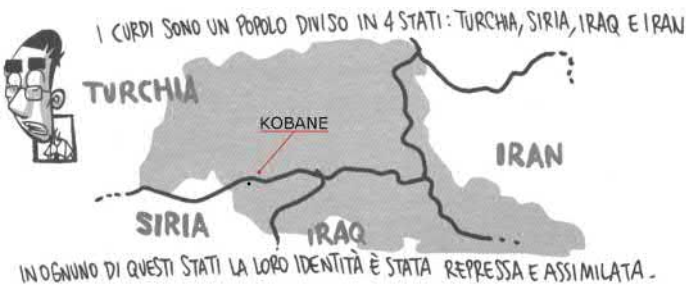 I CURDI SONO UN POPOLO DIVISO IN 4 STATI: TURCHIA, SIRIA, IRAQ E IRAN
TURCHIA
KOBANE
IRAN
SIRIA
IRAQ
IN OGNUNO DI QUESTI STATI LA LORO IDENTITÀ È STATA REPRESSA E ASSIMILATA.